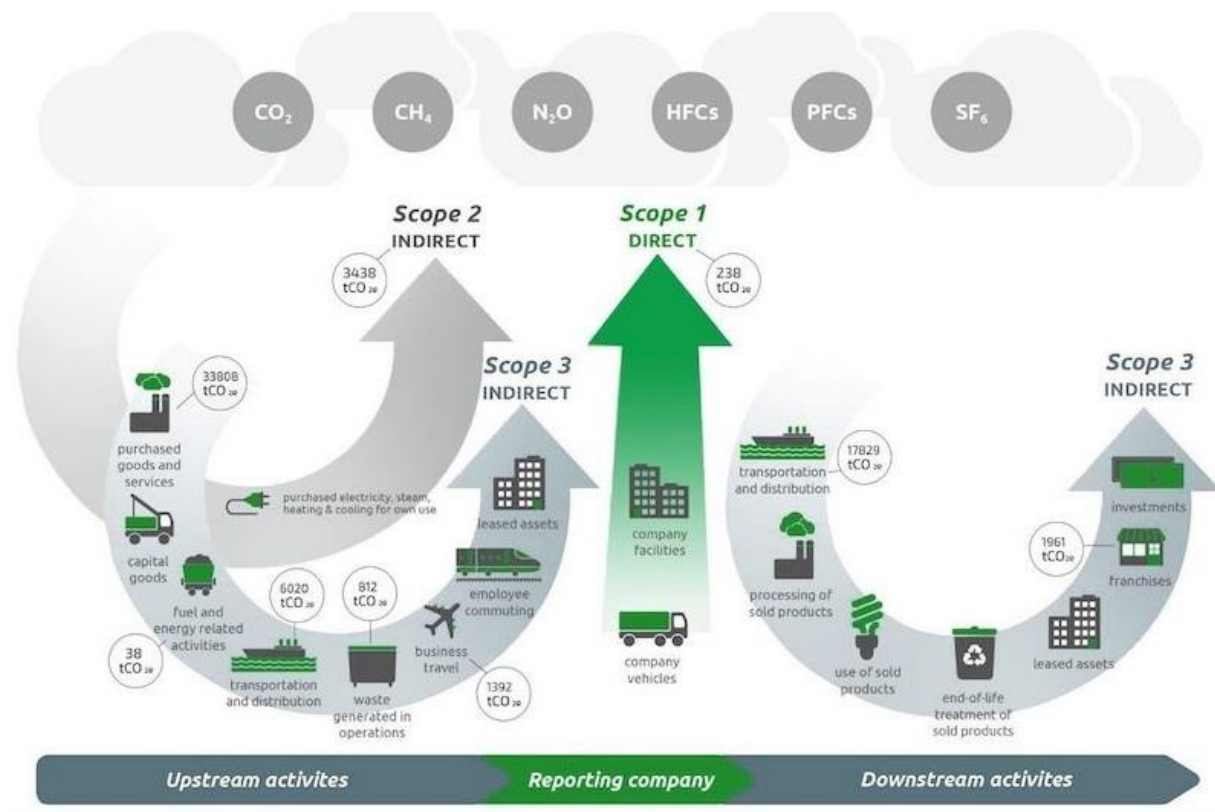 CO₂
CH₄
N₂O
HFCs
PFCs
SF₆
Scope 2
INDIRECT
3438
tCO₂e
Scope 1
DIRECT
238
tCO₂e
Scope 3
INDIRECT
Scope 3
INDIRECT
33808
tCO₂e
purchased
goods and
services
capital
goods
fuel and
energy related
activities
38
tCO₂e
purchased electricity, steam,
heating & cooling for own use
6020
tCO₂e
transportation
and distribution
812
tCO₂e
waste
generated in
operations
business
travel
1392
tCO₂e
employee
commuting
leased assets
company
facilities
company
vehicles
17829
tCO₂e
transportation
and distribution
processing of
sold products
use of sold
products
end-of-life
treatment of
sold products
leased assets
1961
tCO₂e
franchises
investments
Upstream activites
Reporting company
Downstream activites